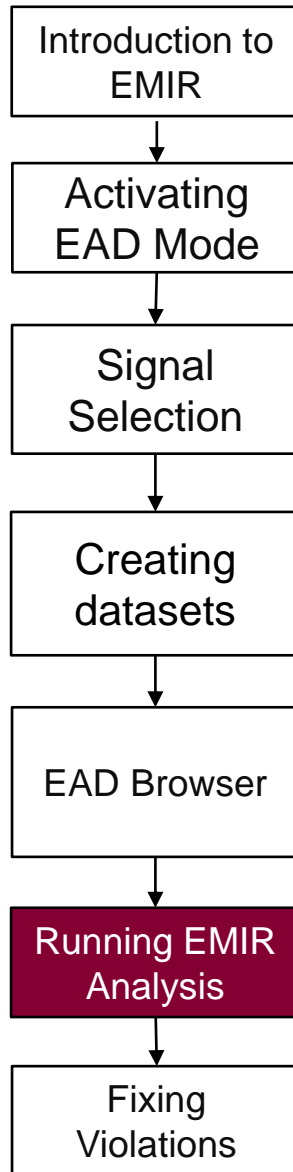 Introduction to
EMIR
Activating
EAD Mode
Signal
Selection
Creating
datasets
EAD Browser
Running EMIR
Analysis
Fixing
Violations